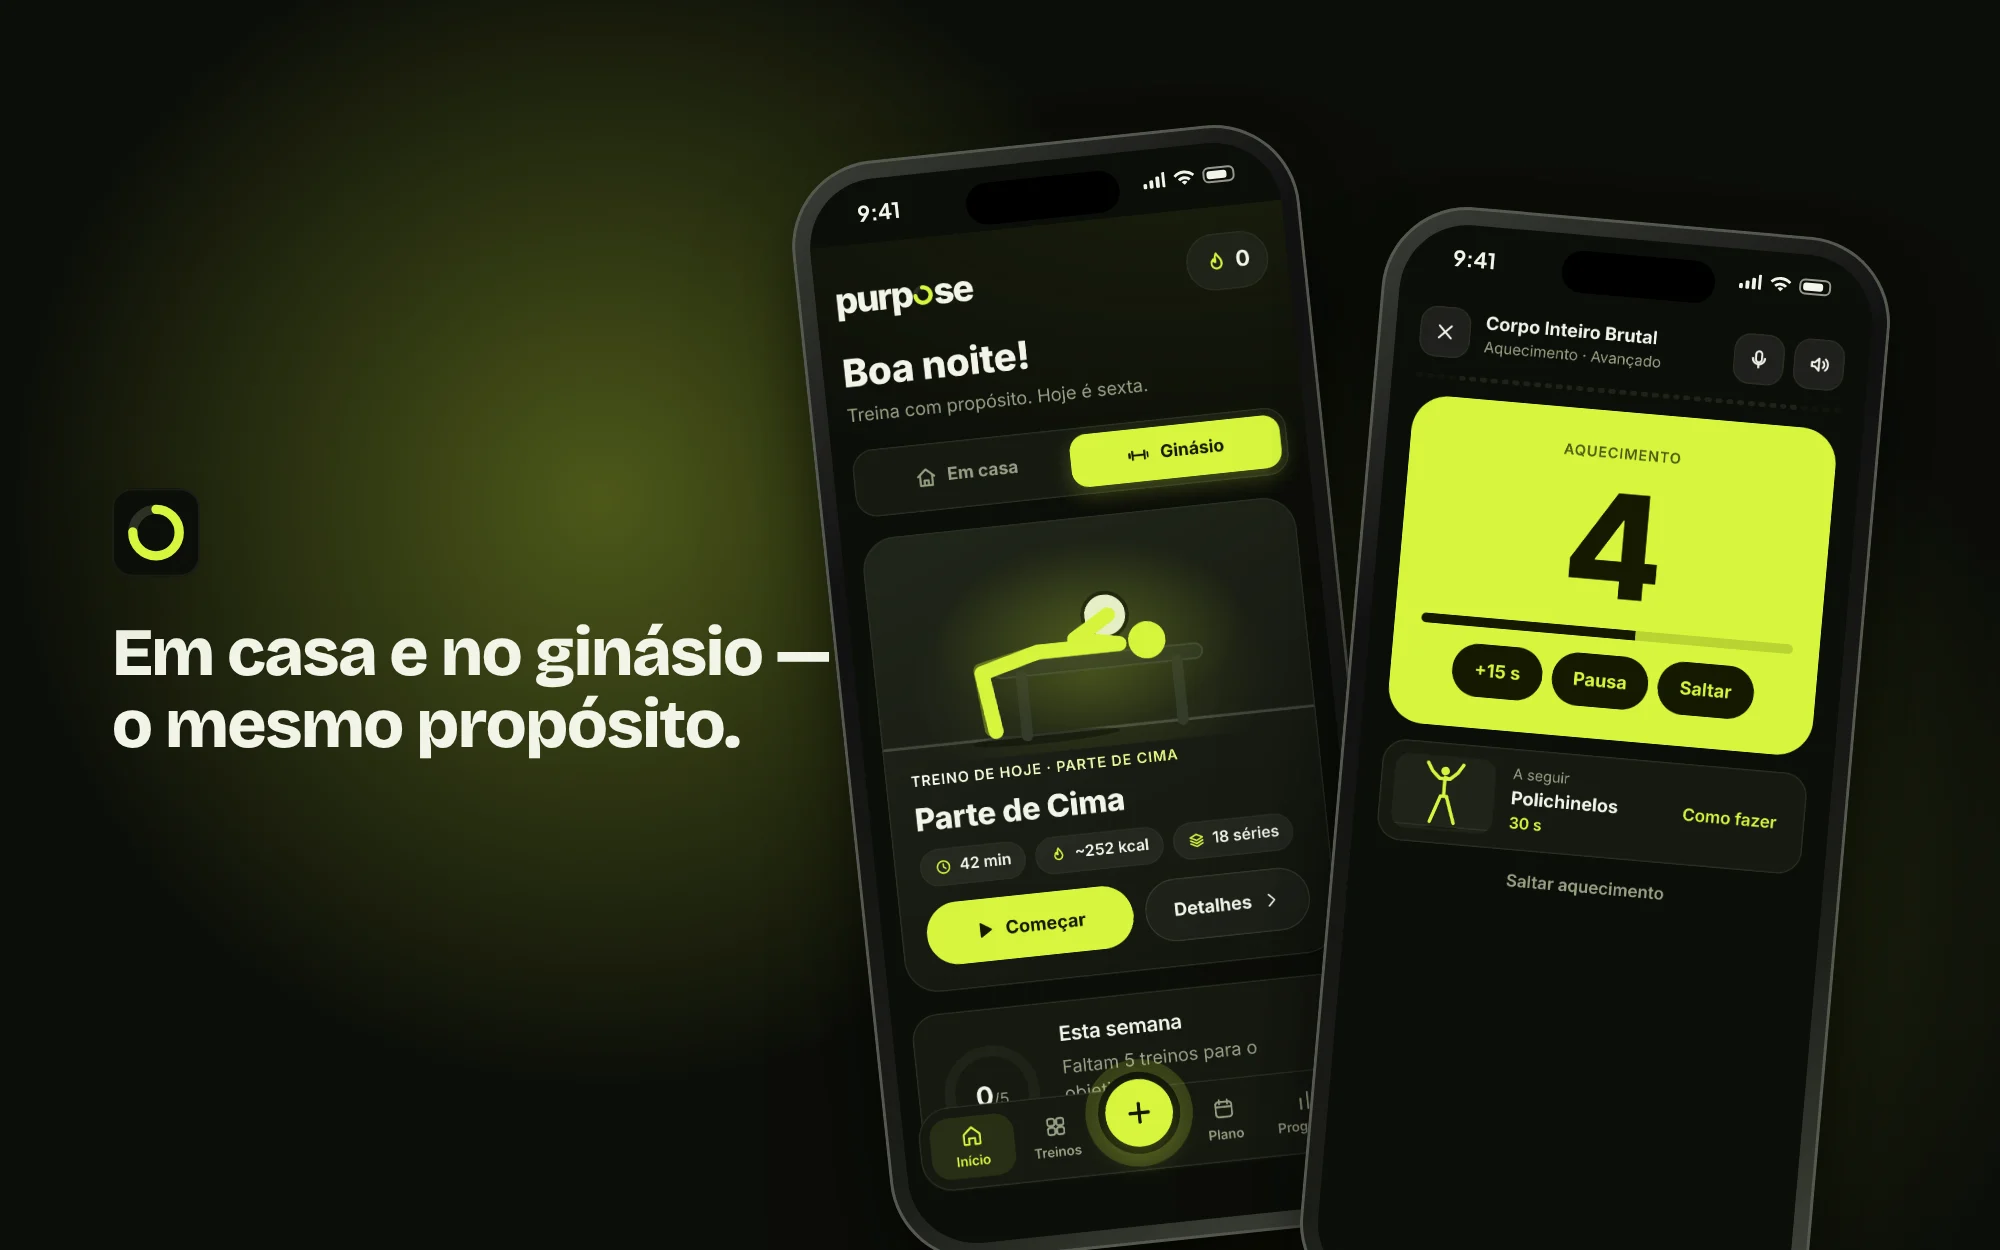 Em casa e no ginásio —
o mesmo propósito.
9:41
purpose
0
Boa noite!
Treina com propósito. Hoje é sexta.
Em casa
Ginásio
TREINO DE HOJE · PARTE DE CIMA
Parte de Cima
42 min
~252 kcal
18 séries
Começar
Detalhes
Esta semana
Faltam 5 treinos para o
0/5
Início
Treinos
Plano
9:41
Corpo Inteiro Brutal
Aquecimento · Avançado
AQUECIMENTO
4
+15 s
Pausa
Saltar
A seguir
Polichinelos
30 s
Como fazer
Saltar aquecimento